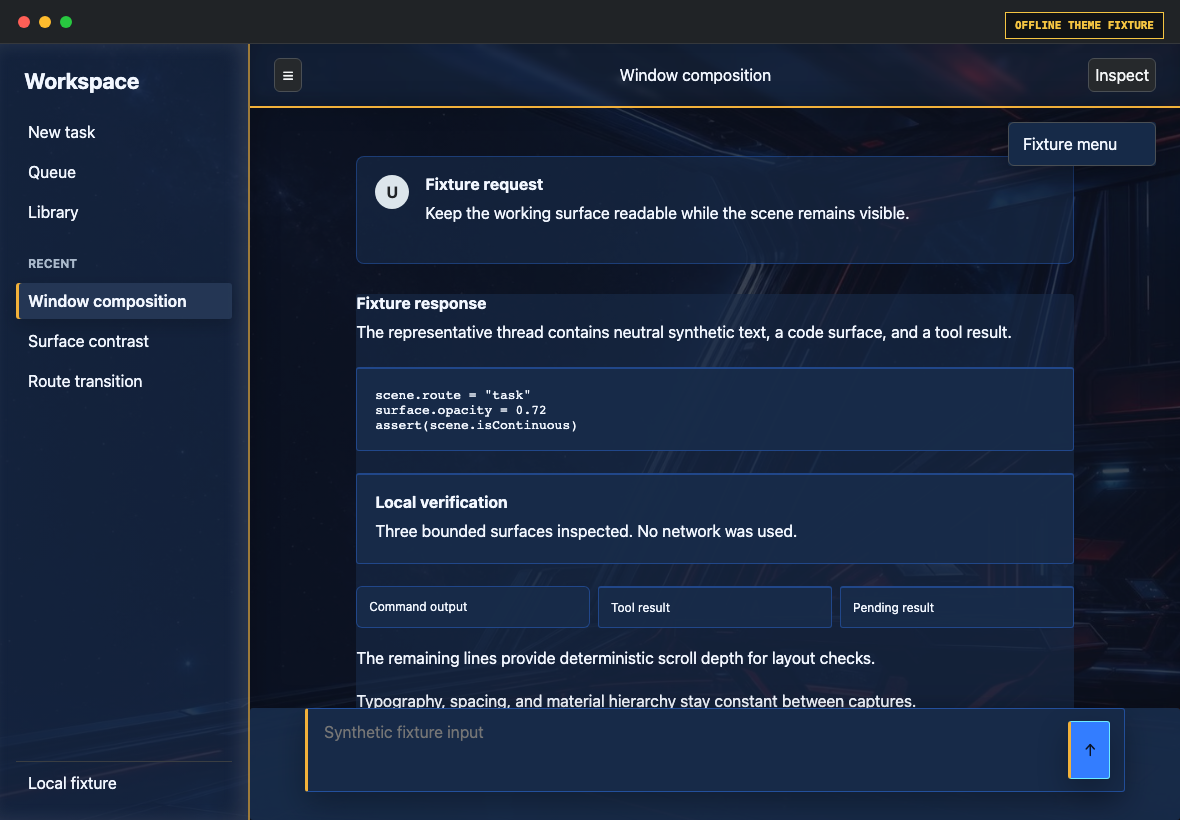 OFFLINE THEME FIXTURE
Workspace
New task
Queue
Library
RECENT
Window composition
Surface contrast
Route transition
Local fixture
≡
Window composition
Inspect
Fixture menu
U
Fixture request
Keep the working surface readable while the scene remains visible.
Fixture response
The representative thread contains neutral synthetic text, a code surface, and a tool result.
scene.route = "task"
surface.opacity = 0.72
assert(scene.isContinuous)
Local verification
Three bounded surfaces inspected. No network was used.
Command output
Tool result
Pending result
The remaining lines provide deterministic scroll depth for layout checks.
Typography, spacing, and material hierarchy stay constant between captures.
Synthetic fixture input
↑